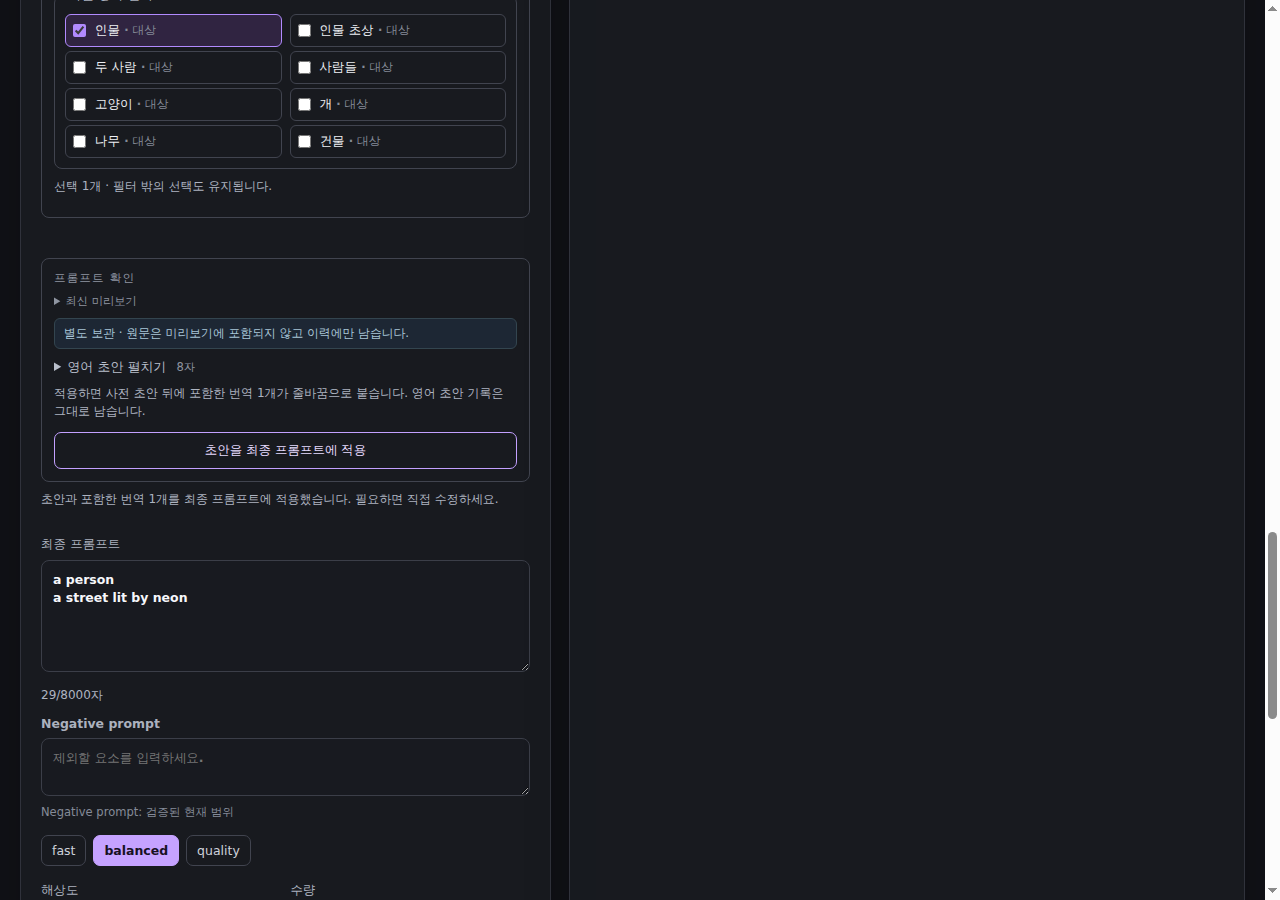 인물 · 대상
인물 초상 · 대상
두 사람 · 대상
사람들 · 대상
고양이 · 대상
개 · 대상
나무 · 대상
건물 · 대상
선택 1개 · 필터 밖의 선택도 유지됩니다.
프롬프트 확인
최신 미리보기
별도 보관 · 원문은 미리보기에 포함되지 않고 이력에만 남습니다.
영어 초안 펼치기 8자
적용하면 사전 초안 뒤에 포함한 번역 1개가 줄바꿈으로 붙습니다. 영어 초안 기록은
그대로 남습니다.
초안을 최종 프롬프트에 적용
초안과 포함한 번역 1개를 최종 프롬프트에 적용했습니다. 필요하면 직접 수정하세요.
최종 프롬프트
a person
a street lit by neon
29/8000자
Negative prompt
제외할 요소를 입력하세요.
Negative prompt: 검증된 현재 범위
fast
balanced
quality
해상도
수량